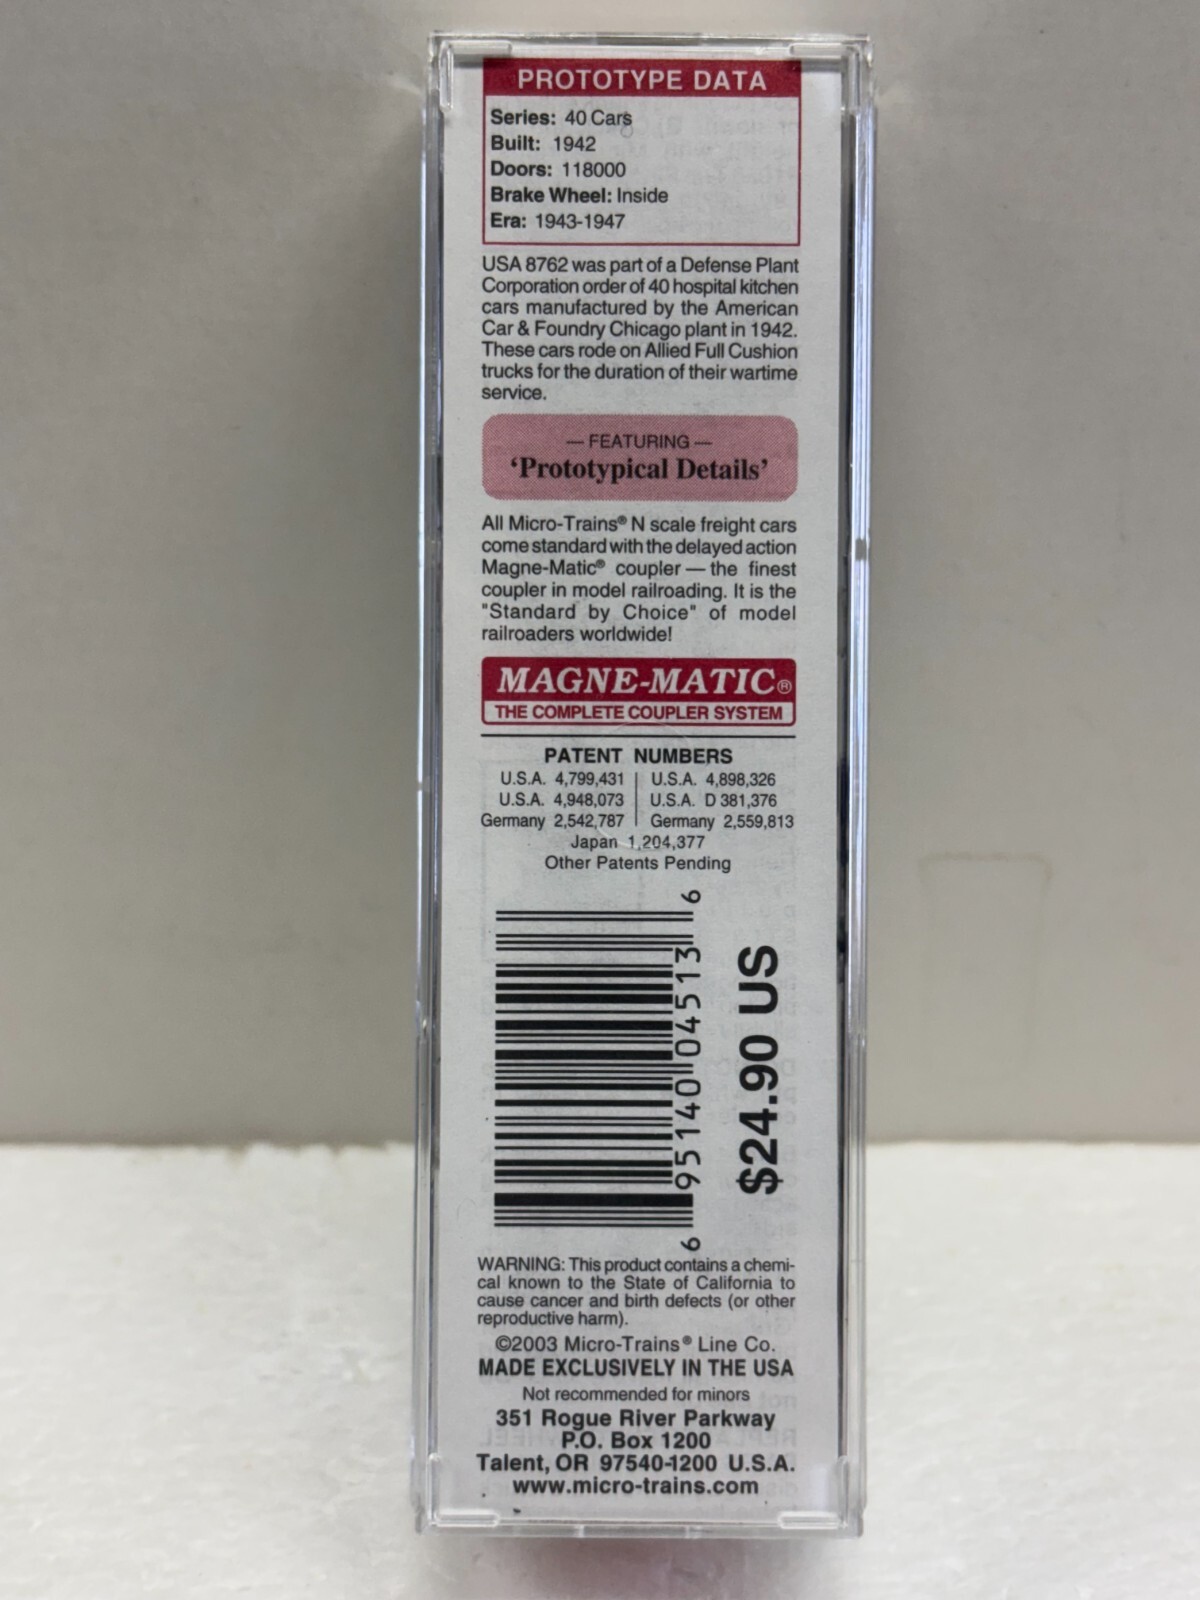 PROTOTYPE DATA
Series: 40 Cars
Built: 1942
Doors: 118000
Brake Wheel: Inside
Era: 1943-1947
USA 8762 was part of a Defense Plant
Corporation order of 40 hospital kitchen
cars manufactured by the American
Car & Foundry Chicago plant in 1942.
These cars rode on Allied Full Cushion
trucks for the duration of their wartime
service.
— FEATURING —
‘Prototypical Details’
All Micro-Trains® N scale freight cars
come standard with the delayed action
Magne-Matic® coupler — the finest
coupler in model railroading. It is the
"Standard by Choice" of model
railroaders worldwide!
MAGNE-MATIC®
THE COMPLETE COUPLER SYSTEM
PATENT NUMBERS
U.S.A. 4,799,431 | U.S.A. 4,898,326
U.S.A. 4,948,073 | U.S.A. D 381,376
Germany 2,542,787 | Germany 2,559,813
Japan 1,204,377
Other Patents Pending
6 95140 04513 6
$24.90 US
WARNING: This product contains a chemi-
cal known to the State of California to
cause cancer and birth defects (or other
reproductive harm).
©2003 Micro-Trains® Line Co.
MADE EXCLUSIVELY IN THE USA
Not recommended for minors
351 Rogue River Parkway
P.O. Box 1200
Talent, OR 97540-1200 U.S.A.
www.micro-trains.com